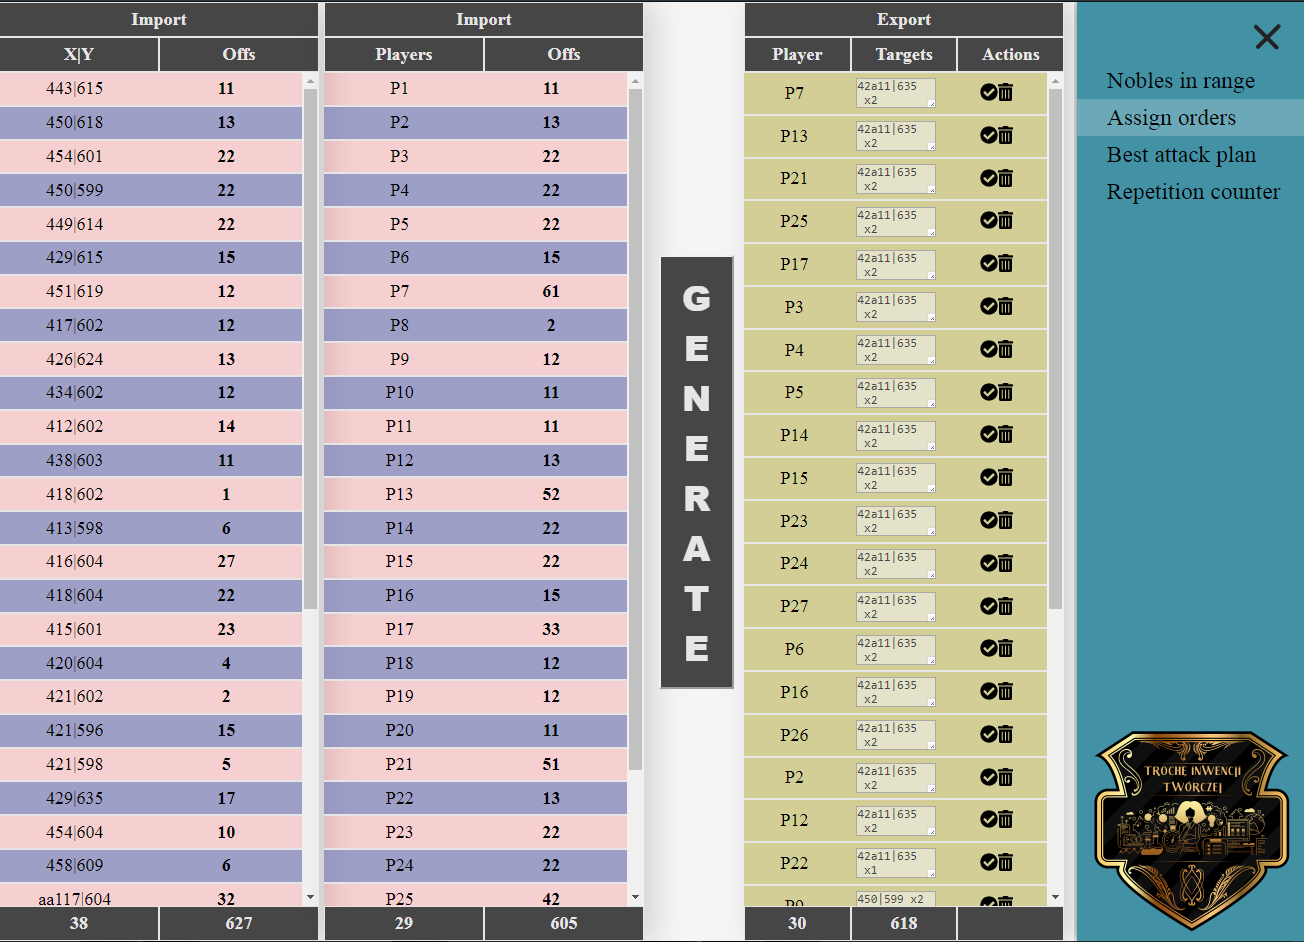 Import
X|Y Offs
443|615 11
450|618 13
454|601 22
450|599 22
449|614 22
429|615 15
451|619 12
417|602 12
426|624 13
434|602 12
412|602 14
438|603 11
418|602 1
413|598 6
416|604 27
418|604 22
415|601 23
420|604 4
421|602 2
421|596 15
421|598 5
429|635 17
454|604 10
458|609 6
aa117|604 32
38 627
Import
Players Offs
P1 11
P2 13
P3 22
P4 22
P5 22
P6 15
P7 61
P8 2
P9 12
P10 11
P11 11
P12 13
P13 52
P14 22
P15 22
P16 15
P17 33
P18 12
P19 12
P20 11
P21 51
P22 13
P23 22
P24 22
P25 42
29 605
GENERATE
Export
Player Targets Actions
P7 42a11|635
x2
P13 42a11|635
x2
P21 42a11|635
x2
P25 42a11|635
x2
P17 42a11|635
x2
P3 42a11|635
x2
P4 42a11|635
x2
P5 42a11|635
x2
P14 42a11|635
x2
P15 42a11|635
x2
P23 42a11|635
x2
P24 42a11|635
x2
P27 42a11|635
x2
P6 42a11|635
x2
P16 42a11|635
x2
P26 42a11|635
x2
P2 42a11|635
x2
P12 42a11|635
x2
P22 42a11|635
x1
P9 450|599 x2
30 618
Nobles in range
Assign orders
Best attack plan
Repetition counter
TROCHĘ INWENCJI
TWÓRCZEJ